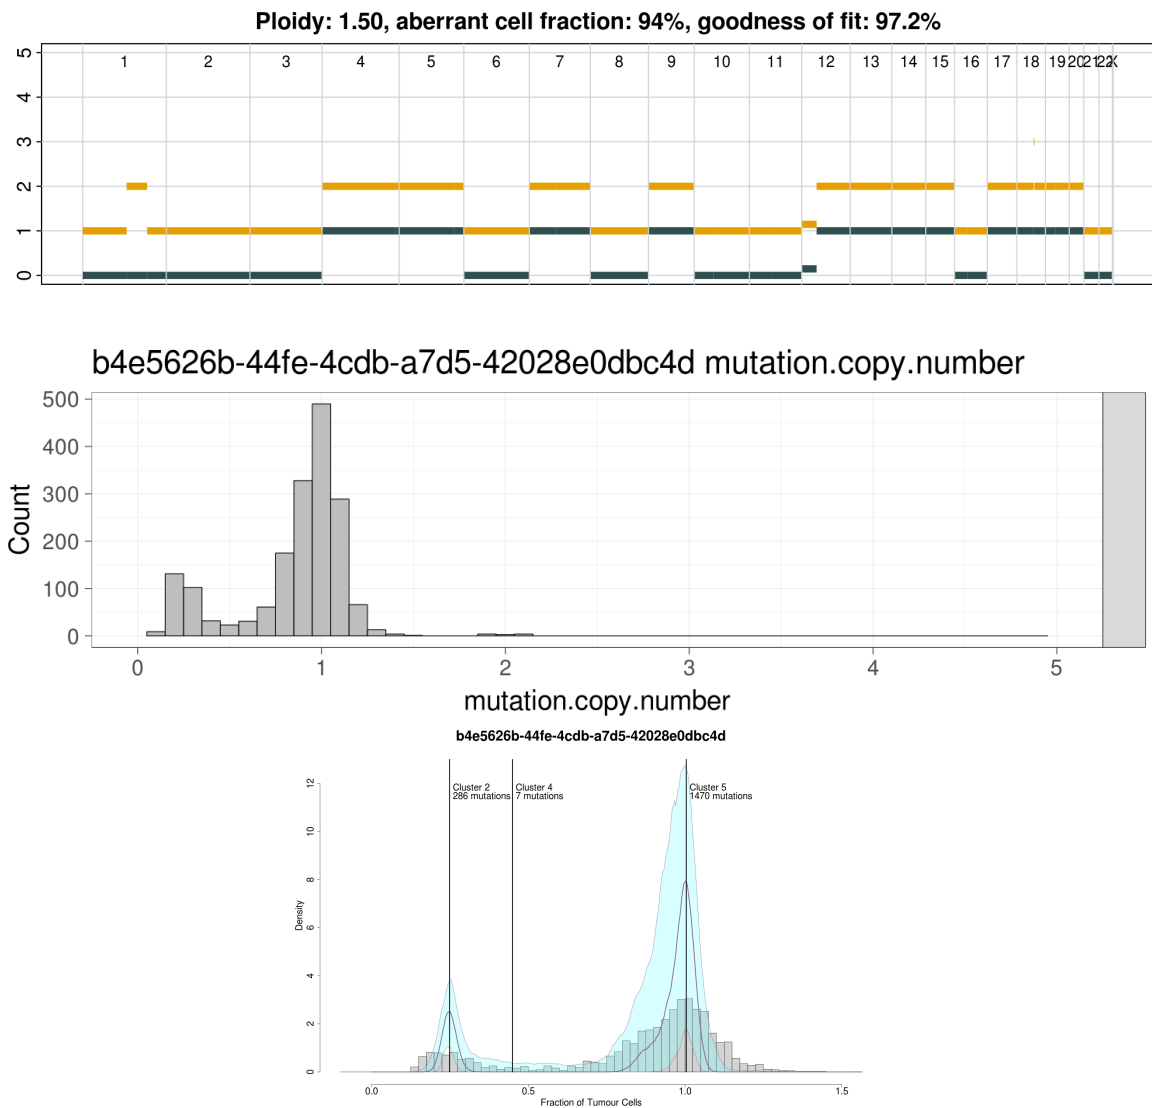 Ploidy: 1.50, aberrant cell fraction: 94%, goodness of fit: 97.2%
5
4
3
2
1
0
1 2 3 4 5 6 7 8 9 10 11 12 13 14 15 16 17 18 19 20 21 22 X
b4e5626b-44fe-4cdb-a7d5-42028e0dbc4d mutation.copy.number
Count
500
400
300
200
100
0
0 1 2 3 4 5
mutation.copy.number
b4e5626b-44fe-4cdb-a7d5-42028e0dbc4d
Cluster 2
286 mutations
Cluster 4
7 mutations
Cluster 5
1470 mutations
Density
12
10
8
6
4
2
0
0.0 0.5 1.0 1.5
Fraction of Tumour Cells